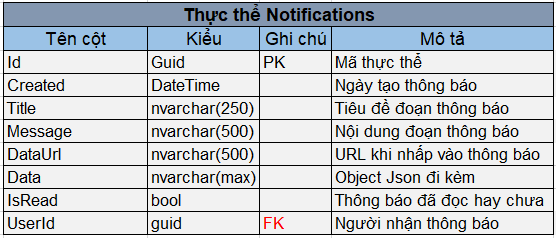 Thực thể Notifications
Tên cột Kiểu Ghi chú Mô tả
Id Guid PK Mã thực thể
Created DateTime Ngày tạo thông báo
Title nvarchar(250) Tiêu đề đoạn thông báo
Message nvarchar(500) Nội dung đoạn thông báo
DataUrl nvarchar(500) URL khi nhấp vào thông báo
Data nvarchar(max) Object Json đi kèm
IsRead bool Thông báo đã đọc hay chưa
UserId guid FK Người nhận thông báo